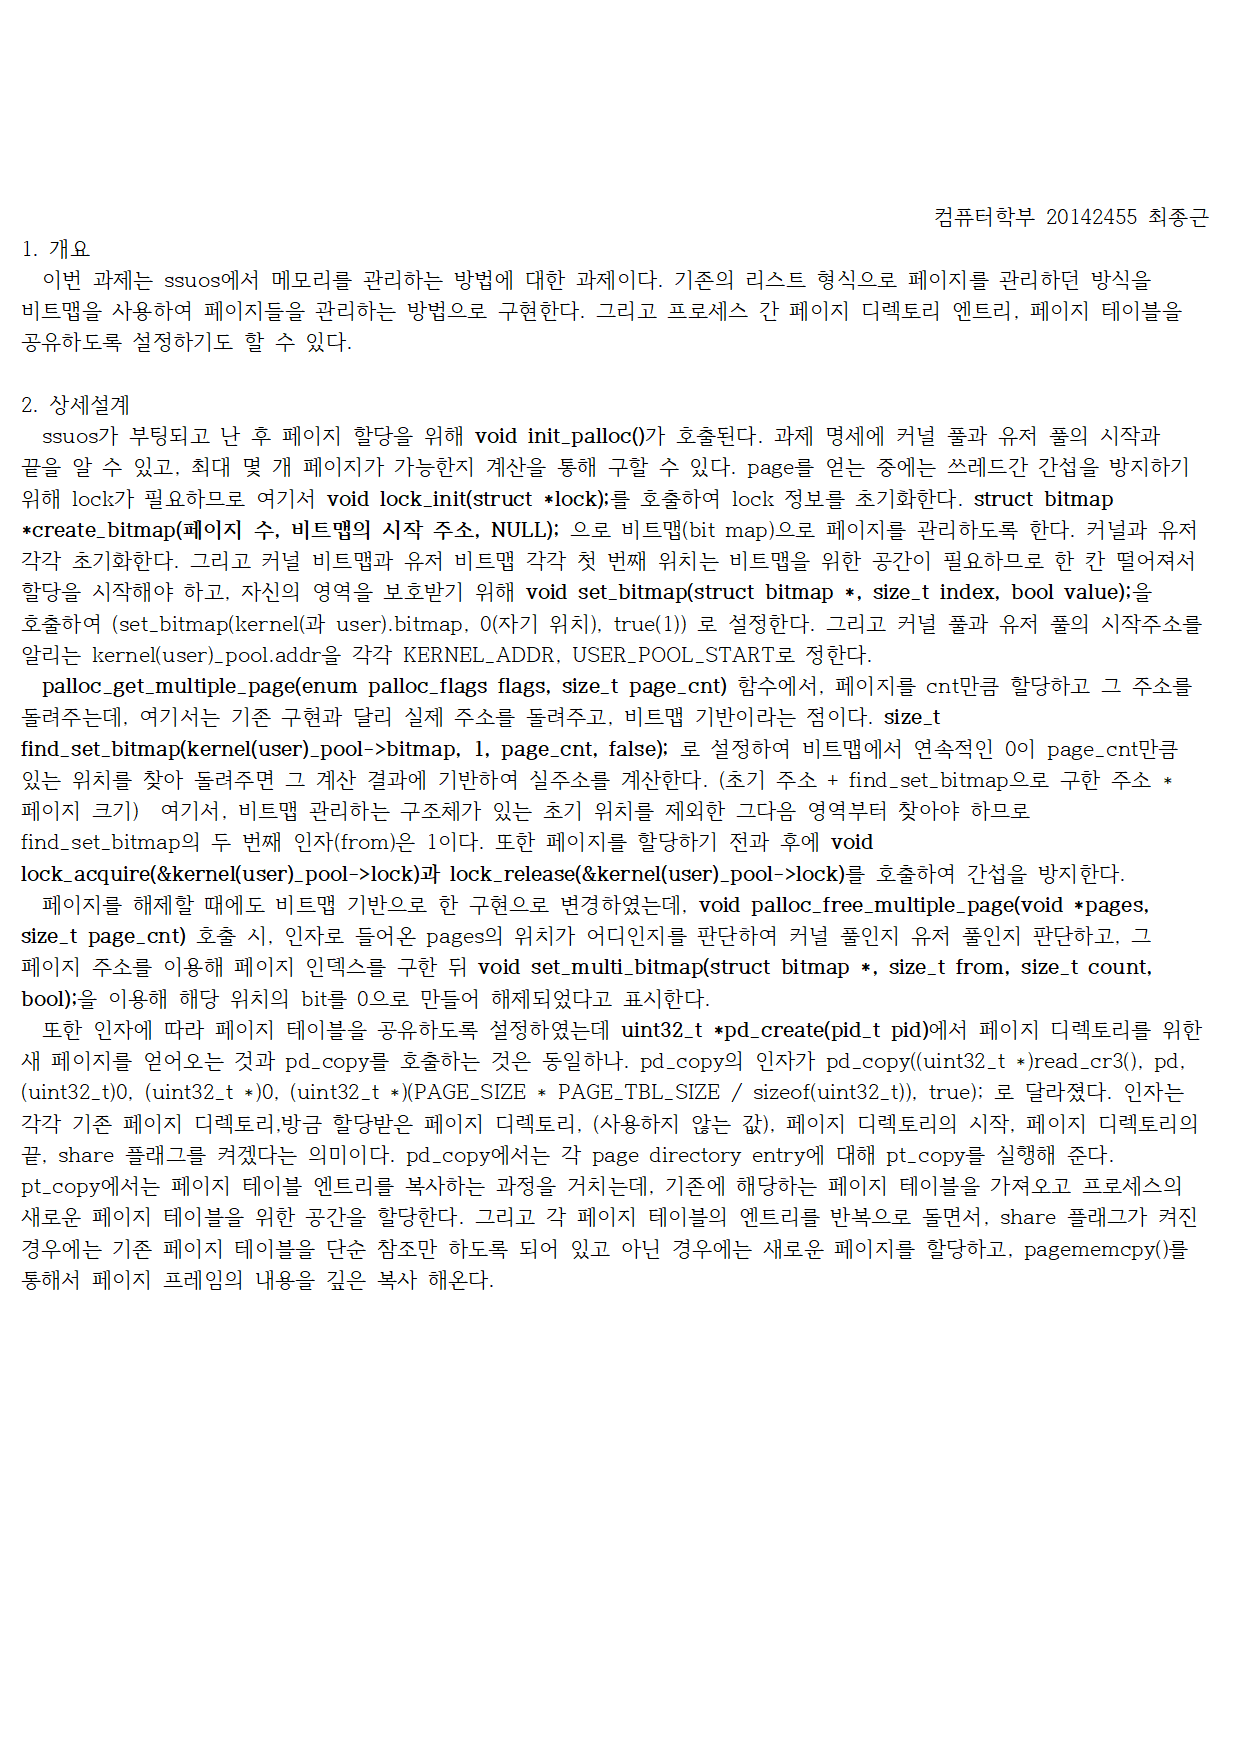 컴퓨터학부 20142455 최종근
1. 개요
이번 과제는 ssuos에서 메모리를 관리하는 방법에 대한 과제이다. 기존의 리스트 형식으로 페이지를 관리하던 방식을
비트맵을 사용하여 페이지들을 관리하는 방법으로 구현한다. 그리고 프로세스 간 페이지 디렉토리 엔트리, 페이지 테이블을
공유하도록 설정하기도 할 수 있다.
2. 상세설계
ssuos가 부팅되고 난 후 페이지 할당을 위해 void init_palloc()가 호출된다. 과제 명세에 커널 풀과 유저 풀의 시작과
끝을 알 수 있고, 최대 몇 개 페이지가 가능한지 계산을 통해 구할 수 있다. page를 얻는 중에는 쓰레드간 간섭을 방지하기
위해 lock가 필요하므로 여기서 void lock_init(struct *lock);를 호출하여 lock 정보를 초기화한다. struct bitmap
*create_bitmap(페이지 수, 비트맵의 시작 주소, NULL); 으로 비트맵(bit map)으로 페이지를 관리하도록 한다. 커널과 유저
각각 초기화한다. 그리고 커널 비트맵과 유저 비트맵 각각 첫 번째 위치는 비트맵을 위한 공간이 필요하므로 한 칸 떨어져서
할당을 시작해야 하고, 자신의 영역을 보호받기 위해 void set_bitmap(struct bitmap *, size_t index, bool value);을
호출하여 (set_bitmap(kernel(과 user).bitmap, 0(자기 위치), true(1)) 로 설정한다. 그리고 커널 풀과 유저 풀의 시작주소를
알리는 kernel(user)_pool.addr을 각각 KERNEL_ADDR, USER_POOL_START로 정한다.
palloc_get_multiple_page(enum palloc_flags flags, size_t page_cnt) 함수에서, 페이지를 cnt만큼 할당하고 그 주소를
돌려주는데, 여기서는 기존 구현과 달리 실제 주소를 돌려주고, 비트맵 기반이라는 점이다. size_t
find_set_bitmap(kernel(user)_pool->bitmap, 1, page_cnt, false); 로 설정하여 비트맵에서 연속적인 0이 page_cnt만큼
있는 위치를 찾아 돌려주면 그 계산 결과에 기반하여 실주소를 계산한다. (초기 주소 + find_set_bitmap으로 구한 주소 *
페이지 크기) 여기서, 비트맵 관리하는 구조체가 있는 초기 위치를 제외한 그다음 영역부터 찾아야 하므로
find_set_bitmap의 두 번째 인자(from)은 1이다. 또한 페이지를 할당하기 전과 후에 void
lock_acquire(&kernel(user)_pool->lock)과 lock_release(&kernel(user)_pool->lock)를 호출하여 간섭을 방지한다.
페이지를 해제할 때에도 비트맵 기반으로 한 구현으로 변경하였는데, void palloc_free_multiple_page(void *pages,
size_t page_cnt) 호출 시, 인자로 들어온 pages의 위치가 어디인지를 판단하여 커널 풀인지 유저 풀인지 판단하고, 그
페이지 주소를 이용해 페이지 인덱스를 구한 뒤 void set_multi_bitmap(struct bitmap *, size_t from, size_t count,
bool);을 이용해 해당 위치의 bit를 0으로 만들어 해제되었다고 표시한다.
또한 인자에 따라 페이지 테이블을 공유하도록 설정하였는데 uint32_t *pd_create(pid_t pid)에서 페이지 디렉토리를 위한
새 페이지를 얻어오는 것과 pd_copy를 호출하는 것은 동일하나. pd_copy의 인자가 pd_copy((uint32_t *)read_cr3(), pd,
(uint32_t)0, (uint32_t *)0, (uint32_t *)(PAGE_SIZE * PAGE_TBL_SIZE / sizeof(uint32_t)), true); 로 달라졌다. 인자는
각각 기존 페이지 디렉토리,방금 할당받은 페이지 디렉토리, (사용하지 않는 값), 페이지 디렉토리의 시작, 페이지 디렉토리의
끝, share 플래그를 켜겠다는 의미이다. pd_copy에서는 각 page directory entry에 대해 pt_copy를 실행해 준다.
pt_copy에서는 페이지 테이블 엔트리를 복사하는 과정을 거치는데, 기존에 해당하는 페이지 테이블을 가져오고 프로세스의
새로운 페이지 테이블을 위한 공간을 할당한다. 그리고 각 페이지 테이블의 엔트리를 반복으로 돌면서, share 플래그가 켜진
경우에는 기존 페이지 테이블을 단순 참조만 하도록 되어 있고 아닌 경우에는 새로운 페이지를 할당하고, pagememcpy()를
통해서 페이지 프레임의 내용을 깊은 복사 해온다.